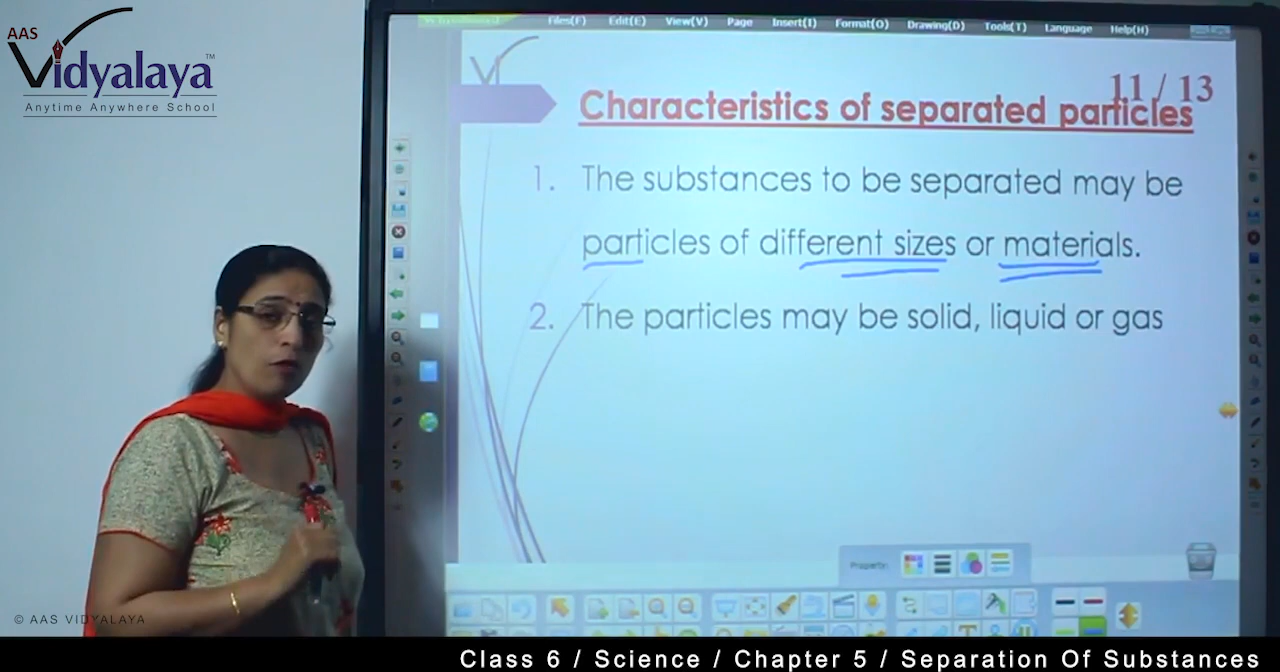 AAS
Vidyalaya™
Anytime Anywhere School
Files(F) Edit(E) View(V) Page Insert(I) Format(O) Drawing(D) Tools(T) Language Help(H)
11 / 13
Characteristics of separated particles
1. The substances to be separated may be
particles of different sizes or materials.
2. The particles may be solid, liquid or gas
Property:
© AAS VIDYALAYA
Class 6 / Science / Chapter 5 / Separation Of Substances